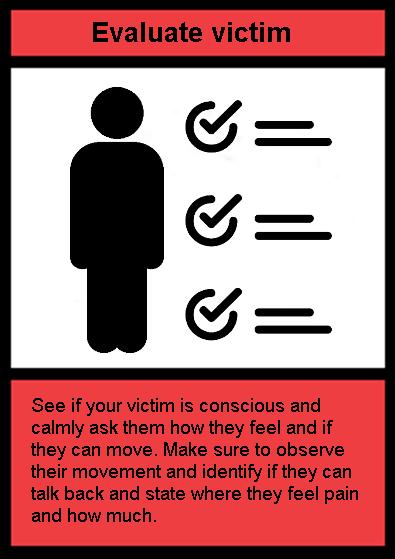 Evaluate victim
See if your victim is conscious and
calmly ask them how they feel and if
they can move. Make sure to observe
their movement and identify if they can
talk back and state where they feel pain
and how much.